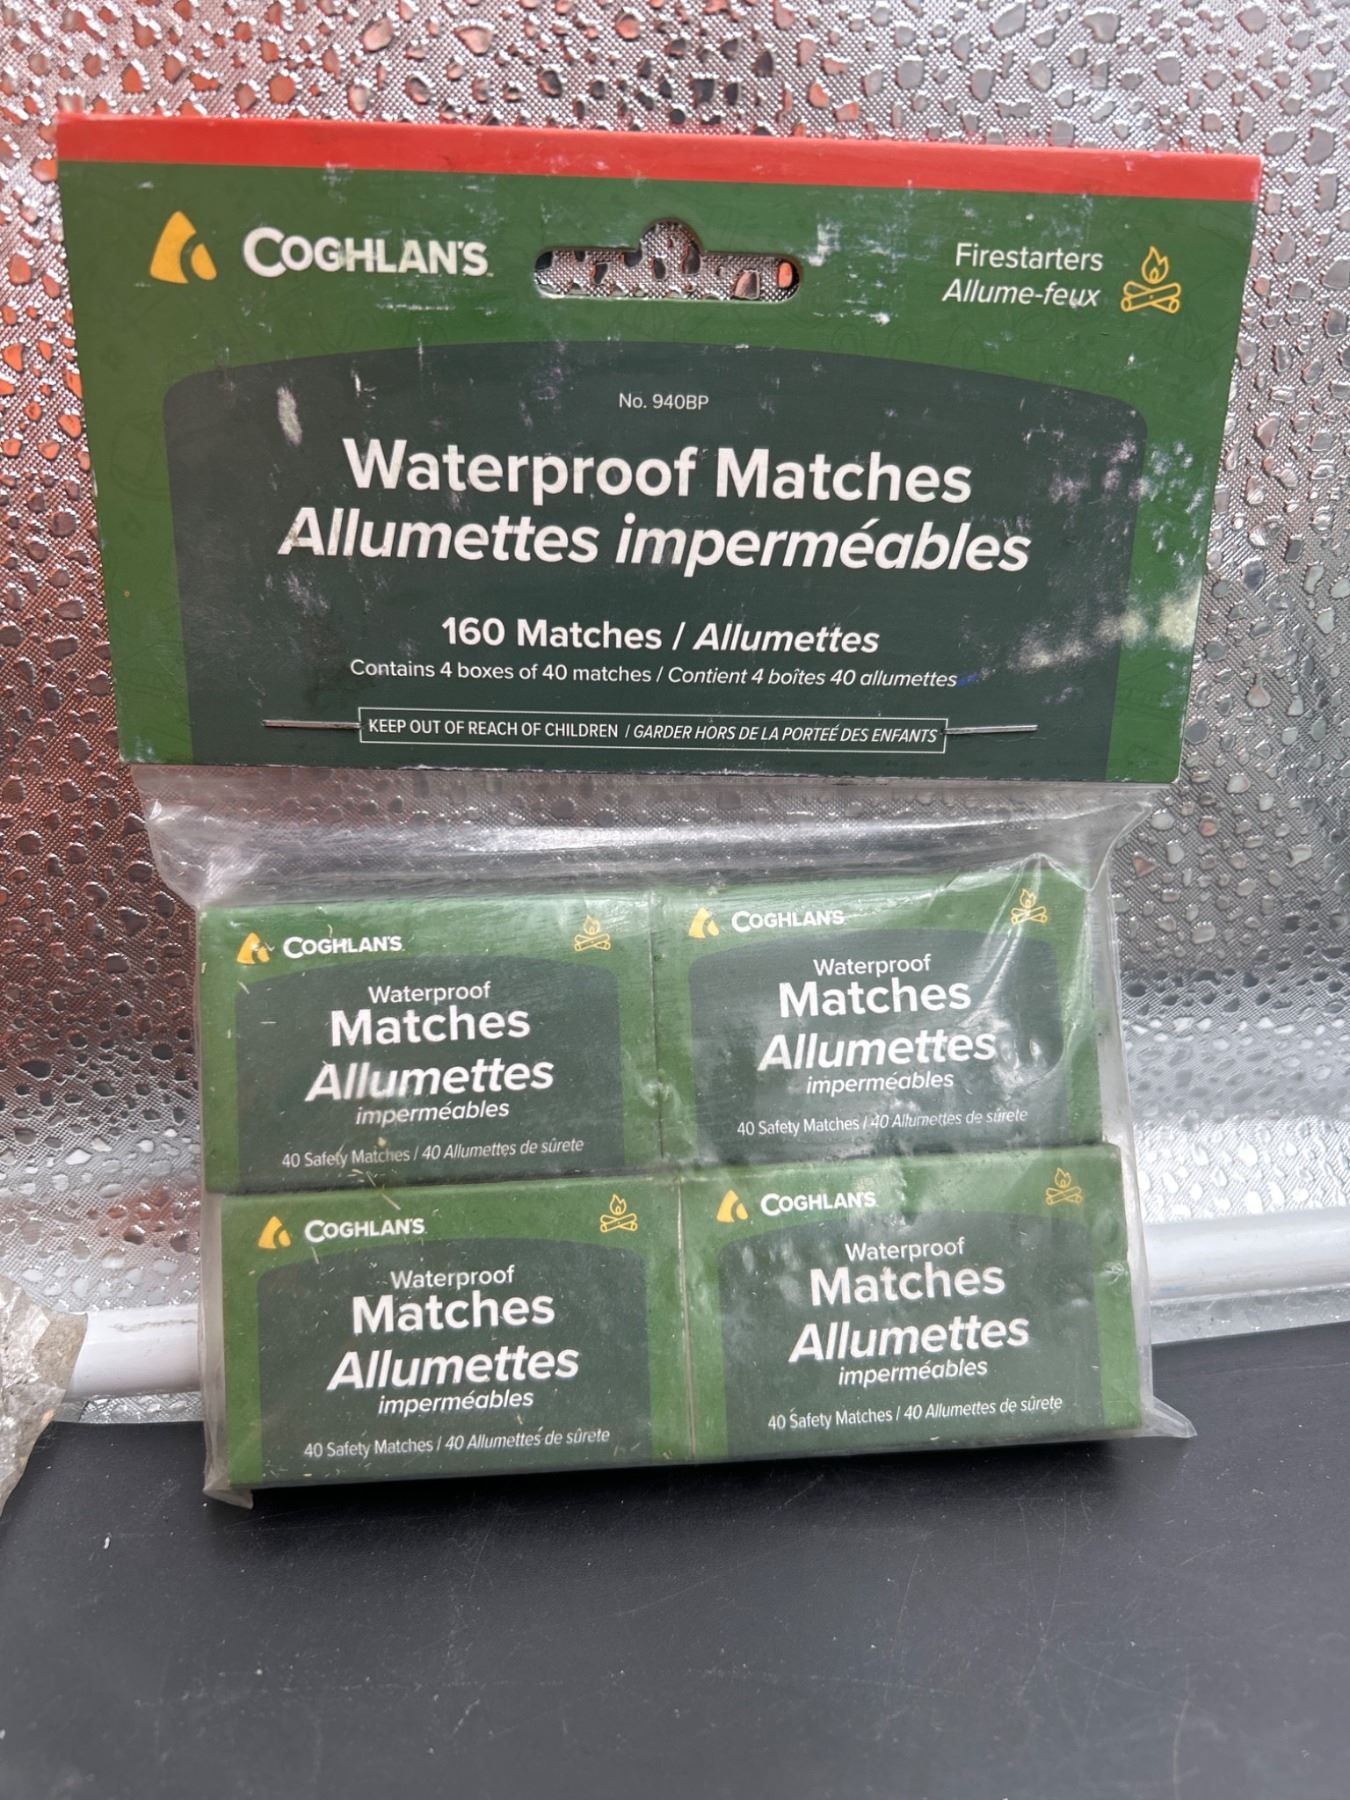 COGHLAN'S
Firestarters
Allume-feux
No. 940BP
Waterproof Matches
Allumettes imperméables
160 Matches / Allumettes
Contains 4 boxes of 40 matches / Contient 4 boîtes 40 allumettes
KEEP OUT OF REACH OF CHILDREN / GARDER HORS DE LA PORTEÉ DES ENFANTS
COGHLAN'S
Waterproof
Matches
Allumettes
imperméables
40 Safety Matches / 40 Allumettes de sûrete
COGHLAN'S
Waterproof
Matches
Allumettes
imperméables
40 Safety Matches / 40 Allumettes de sûrete
COGHLAN'S
Waterproof
Matches
Allumettes
imperméables
40 Safety Matches / 40 Allumettes de sûrete
COGHLAN'S
Waterproof
Matches
Allumettes
imperméables
40 Safety Matches / 40 Allumettes de sûrete